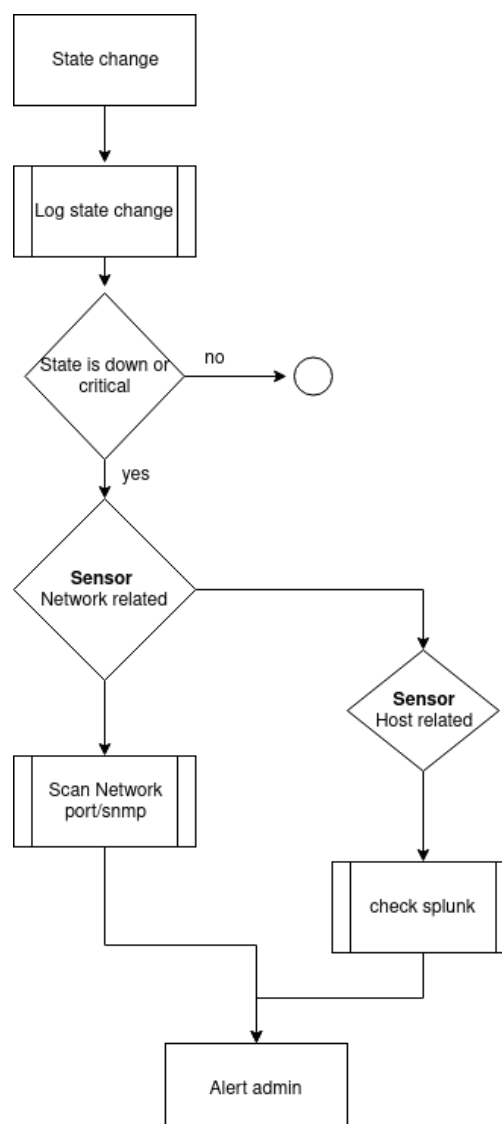 State change
Log state change
State is down or
critical
no
yes
Sensor
Network related
Sensor
Host related
Scan Network
port/snmp
check splunk
Alert admin